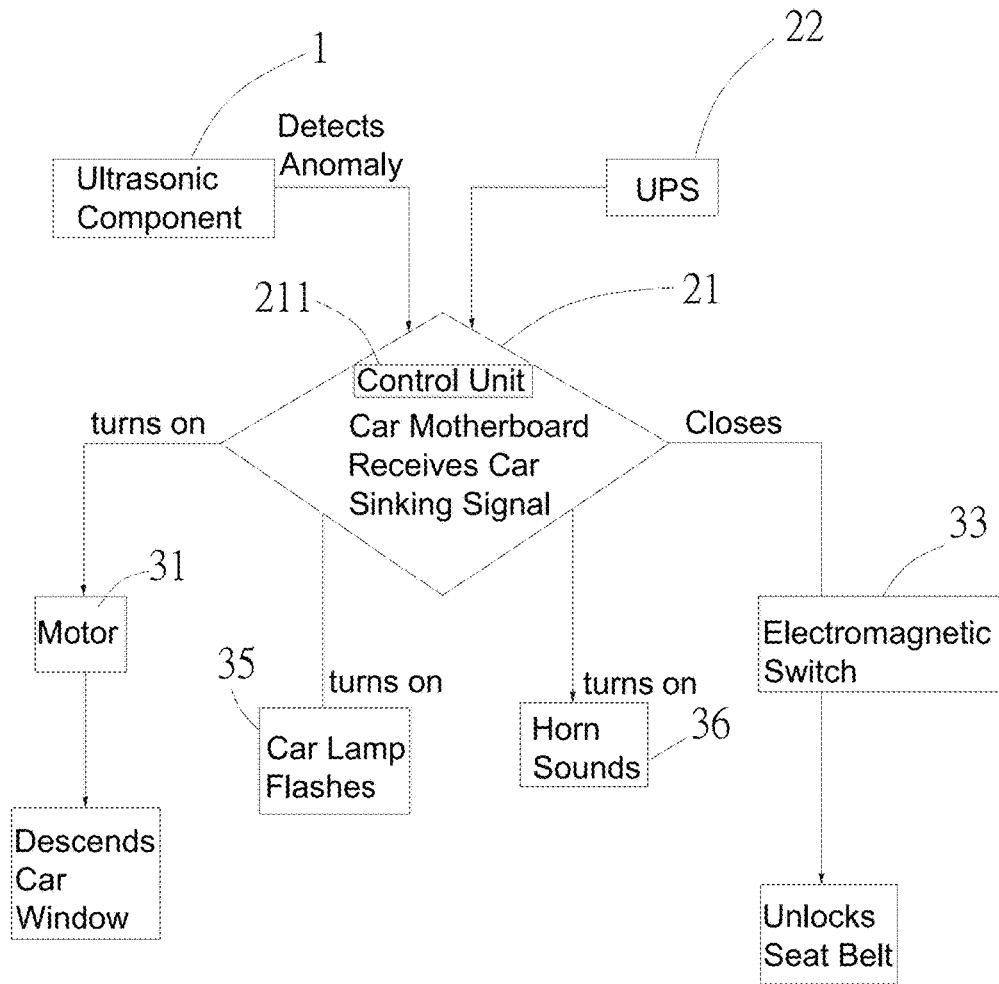 1
22
Detects
Anomaly
Ultrasonic
Component
UPS
211
21
Control Unit
turns on
Car Motherboard
Receives Car
Sinking Signal
Closes
31
Motor
33
Electromagnetic
Switch
35
turns on
turns on
36
Car Lamp
Flashes
Horn
Sounds
Descends
Car
Window
Unlocks
Seat Belt